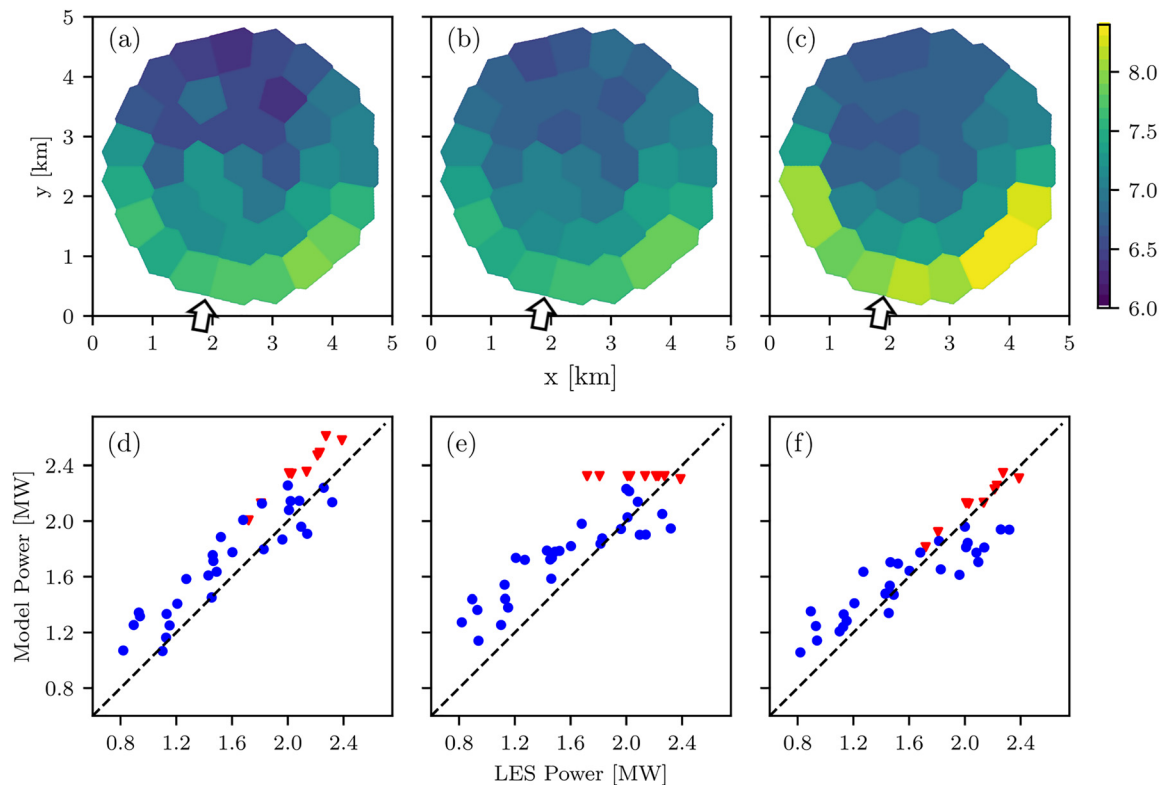 5
4
3
2
1
0
y [km]
(a)
(b)
(c)
8.0
7.5
7.0
6.5
6.0
0 1 2 3 4 5
0 1 2 3 4 5
0 1 2 3 4 5
x [km]
(d)
(e)
(f)
2.4
2.0
1.6
1.2
0.8
Model Power [MW]
0.8 1.2 1.6 2.0 2.4
0.8 1.2 1.6 2.0 2.4
0.8 1.2 1.6 2.0 2.4
LES Power [MW]